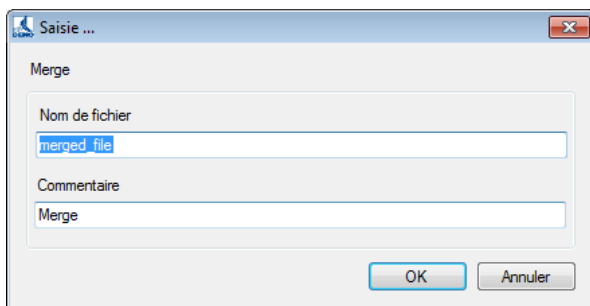 Saisie ...
Merge
Nom de fichier
merged_file
Commentaire
Merge
OK
Annuler